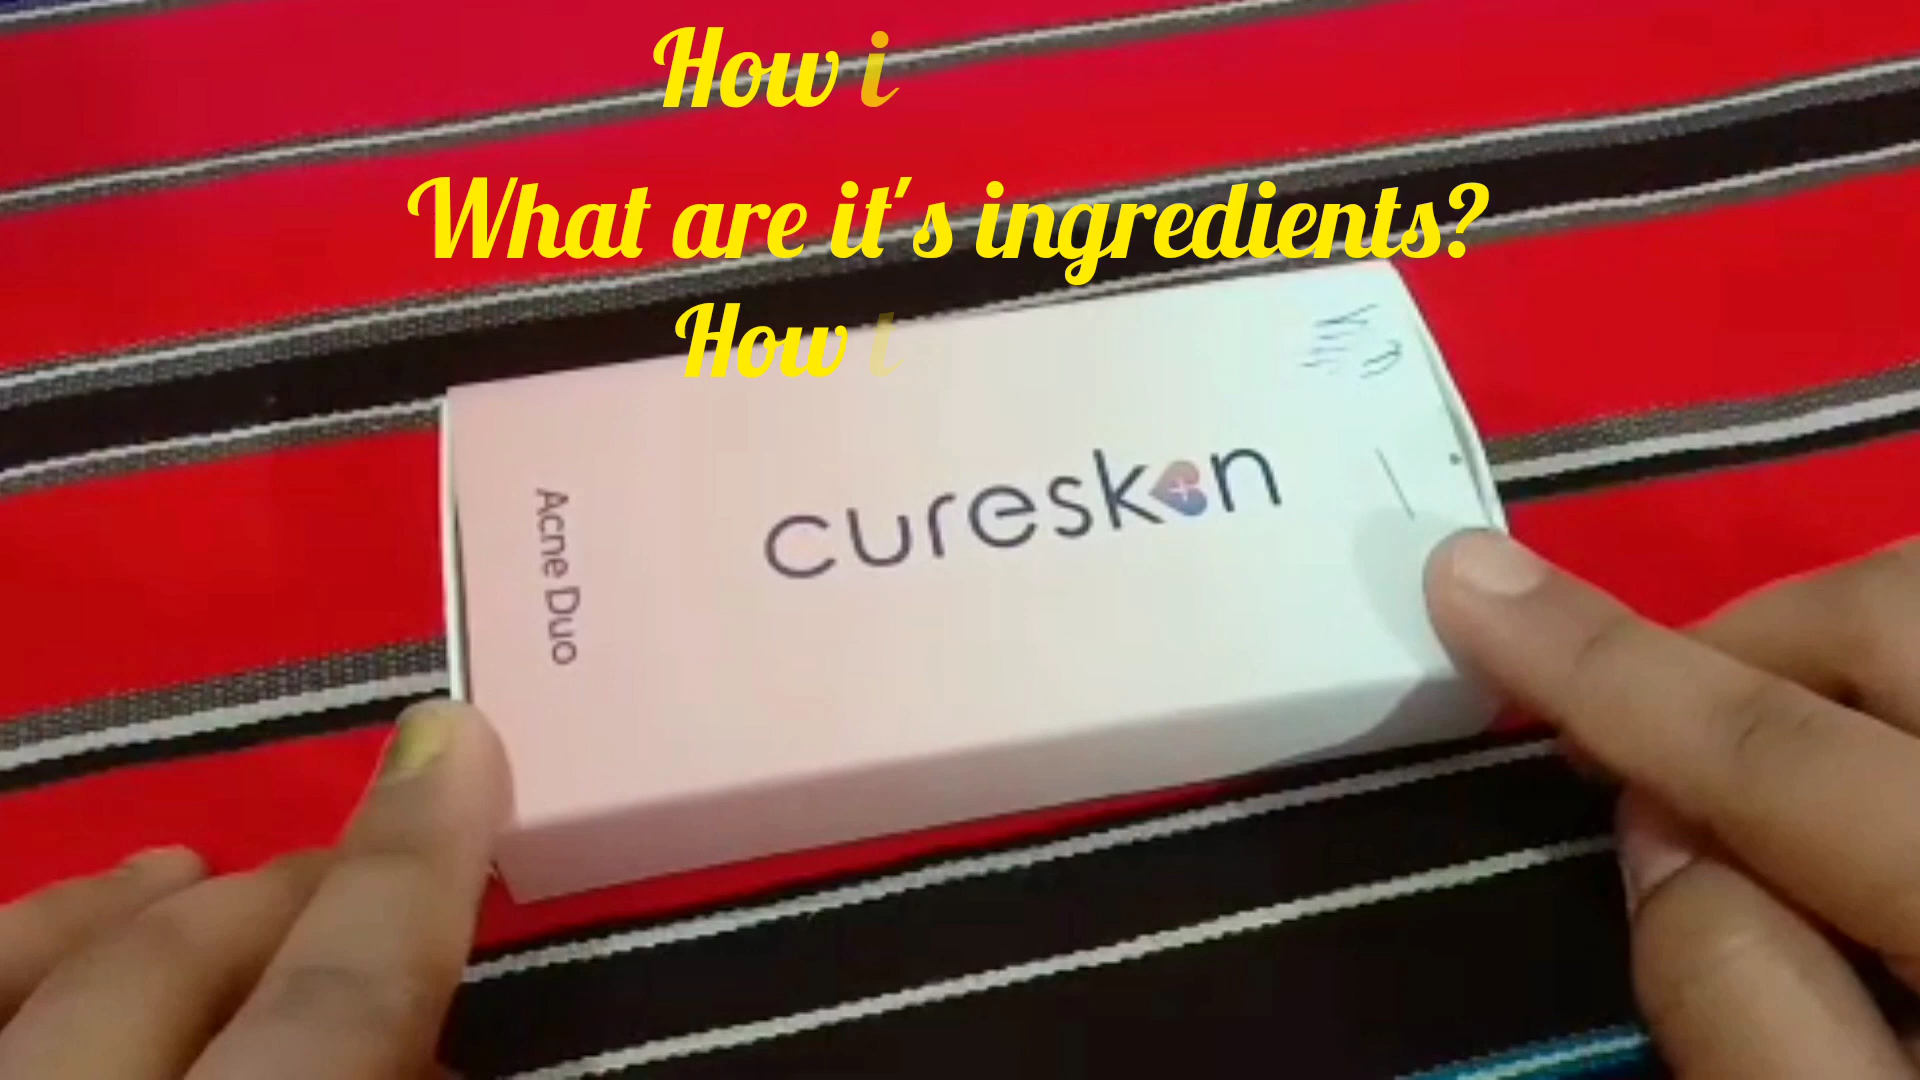 How i
What are it's ingredients?
How t
cureskin
Acne Duo